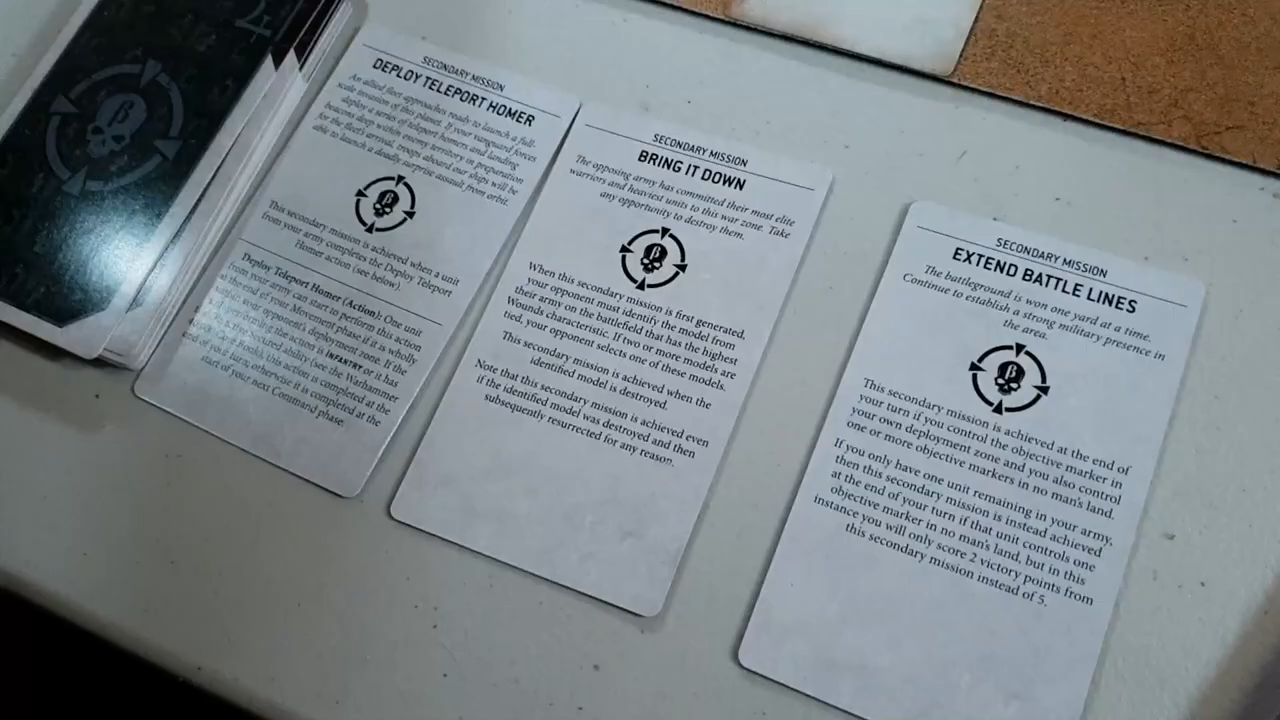 SECONDARY MISSION
DEPLOY TELEPORT HOMER
An allied fleet approaches ready to launch a full-
scale invasion of this planet. If your vanguard forces
deploy a series of teleport homers and landing
beacons deep within enemy territory in preparation
for the fleet's arrival, troops aboard our ships will be
able to launch a deadly surprise assault from orbit.
This secondary mission is achieved when a unit
from your army completes the Deploy Teleport
Homer action (see below).
Deploy Teleport Homer (Action): One unit
from your army can start to perform this action
at the end of your Movement phase if it is wholly
within your opponent's deployment zone. If the
unit performing the action is INFANTRY or it has
an active Secured ability (see the Warhammer
this action is completed at the
end of your turn; otherwise it is completed at the
start of your next Command phase.
SECONDARY MISSION
BRING IT DOWN
The opposing army has committed their most elite
warriors and heaviest units to this war zone. Take
any opportunity to destroy them.
When this secondary mission is first generated,
your opponent must identify the model from
their army on the battlefield that has the highest
Wounds characteristic. If two or more models are
tied, your opponent selects one of these models.
This secondary mission is achieved when the
identified model is destroyed.
Note that this secondary mission is achieved even
if the identified model was destroyed and then
subsequently resurrected for any reason.
SECONDARY MISSION
EXTEND BATTLE LINES
The battleground is won one yard at a time.
Continue to establish a strong military presence in
the area.
This secondary mission is achieved at the end of
your turn if you control the objective marker in
your own deployment zone and you also control
one or more objective markers in no man's land.
If you only have one unit remaining in your army,
then this secondary mission is instead achieved
at the end of your turn if that unit controls one
objective marker in no man's land, but in this
instance you will only score 2 victory points from
this secondary mission instead of 5.